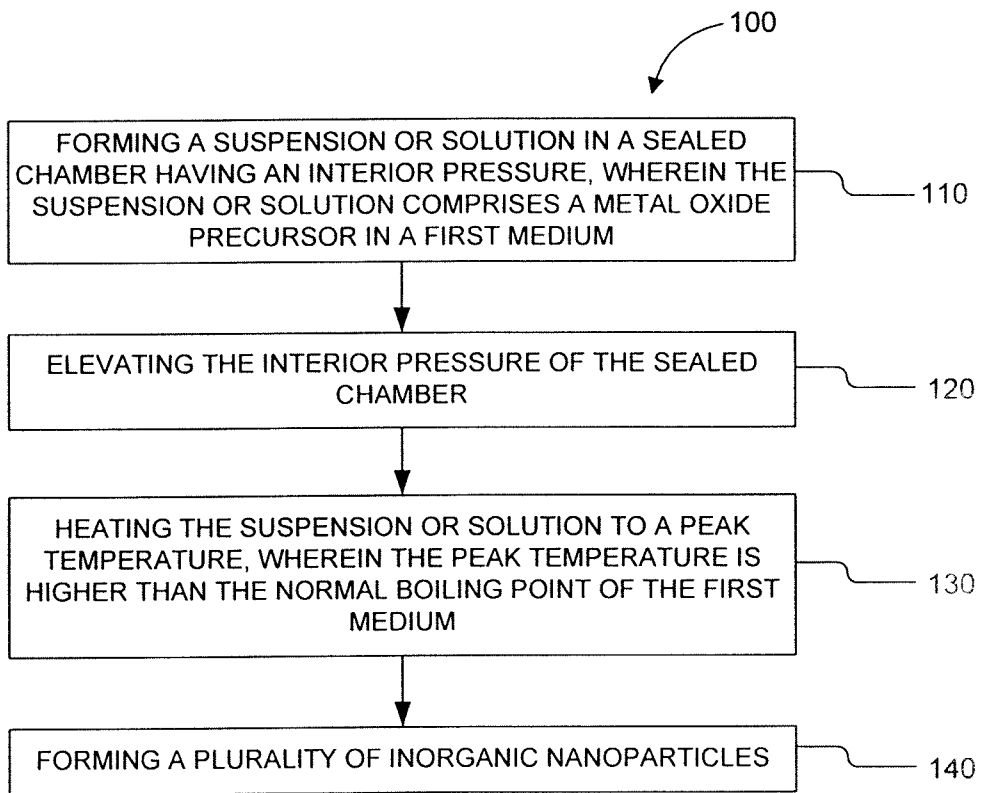 100
FORMING A SUSPENSION OR SOLUTION IN A SEALED
CHAMBER HAVING AN INTERIOR PRESSURE, WHEREIN THE
SUSPENSION OR SOLUTION COMPRISES A METAL OXIDE
PRECURSOR IN A FIRST MEDIUM
110
ELEVATING THE INTERIOR PRESSURE OF THE SEALED
CHAMBER
120
HEATING THE SUSPENSION OR SOLUTION TO A PEAK
TEMPERATURE, WHEREIN THE PEAK TEMPERATURE IS
HIGHER THAN THE NORMAL BOILING POINT OF THE FIRST
MEDIUM
130
FORMING A PLURALITY OF INORGANIC NANOPARTICLES
140